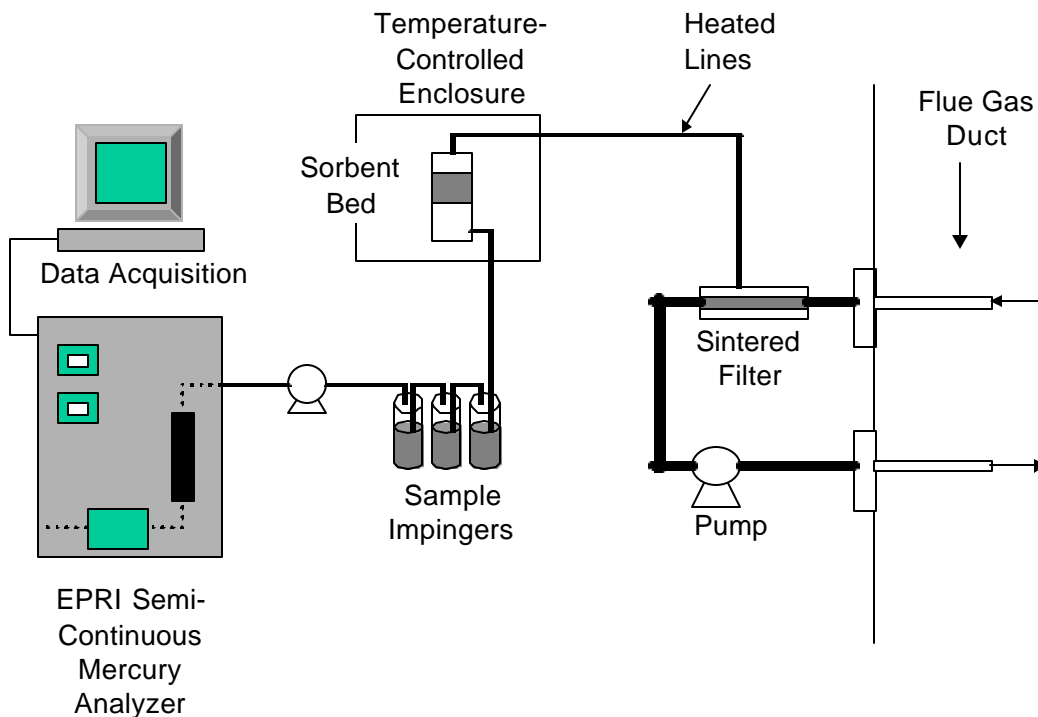 Temperature-
Controlled
Enclosure
Heated
Lines
Flue Gas
Duct
Sorbent
Bed
Data Acquisition
Sintered
Filter
Sample
Impingers
Pump
EPRI Semi-
Continuous
Mercury
Analyzer